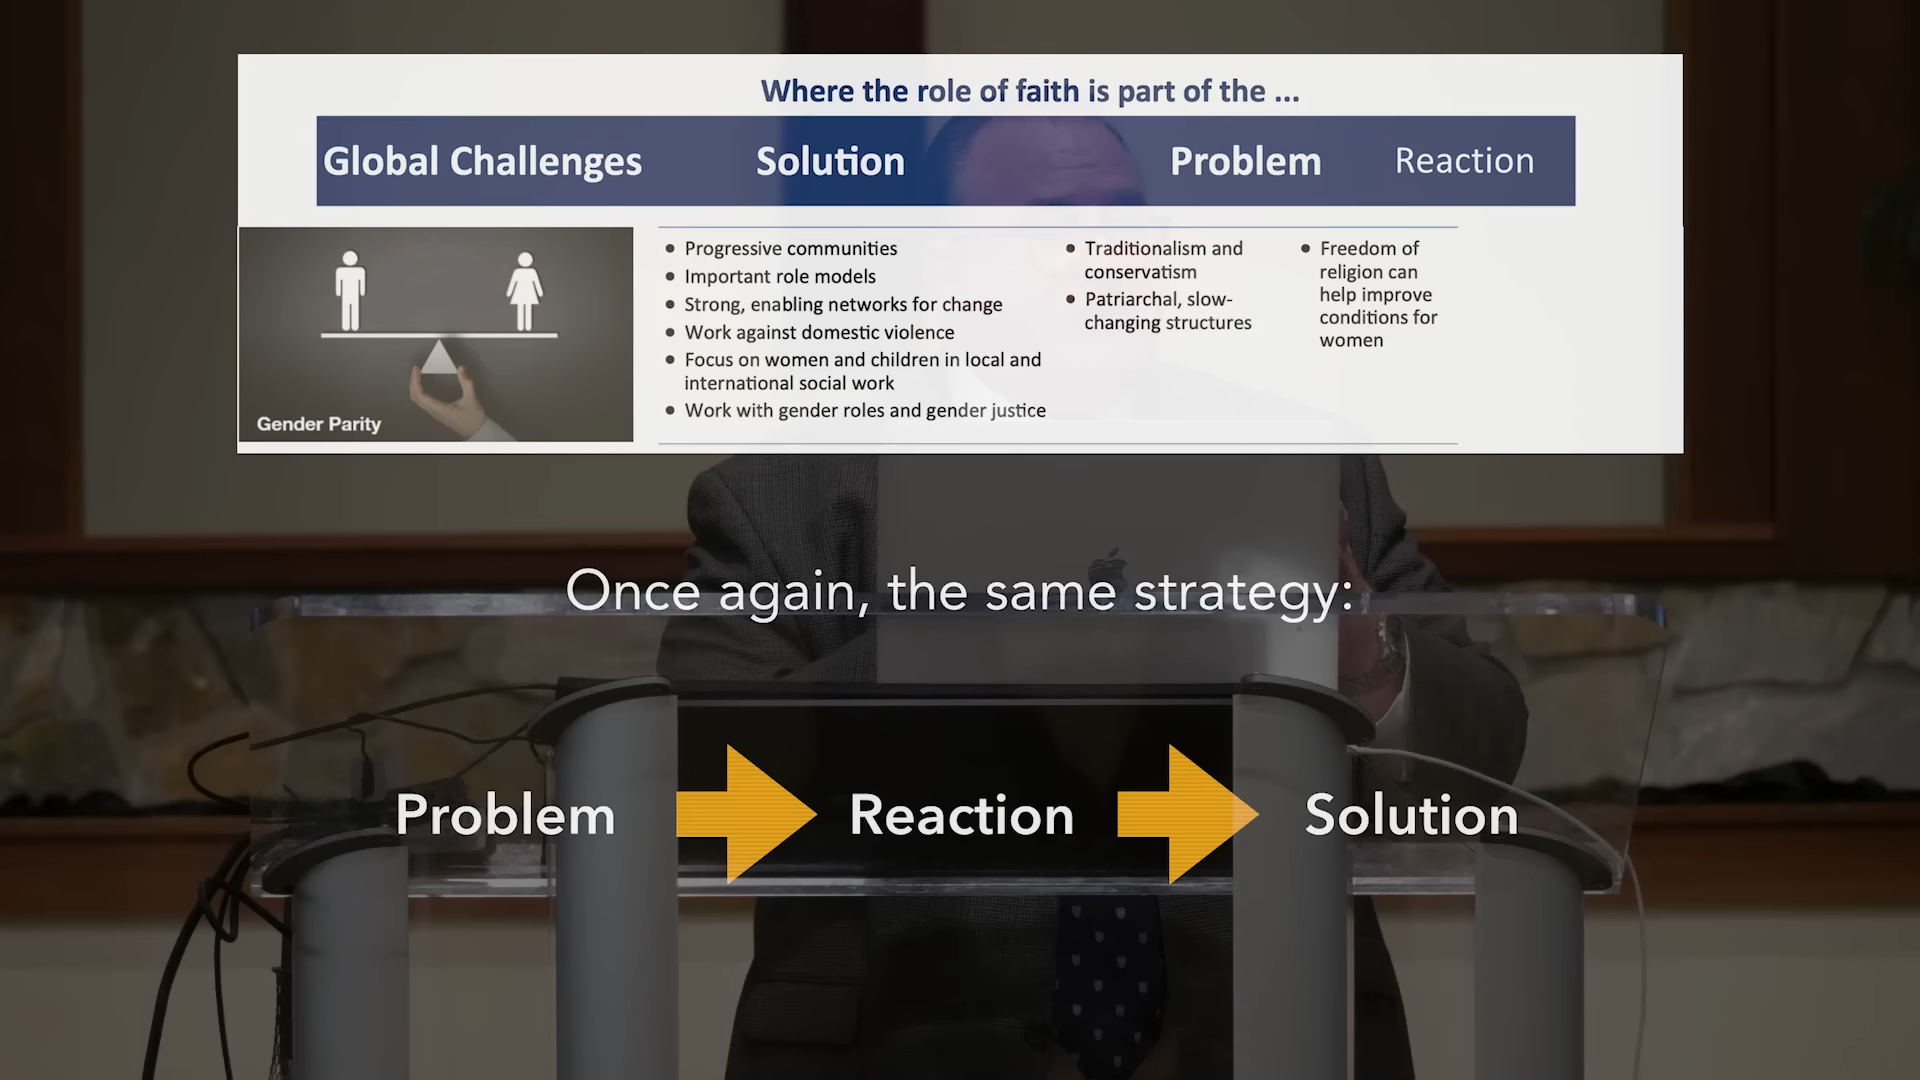 Where the role of faith is part of the ...
Global Challenges Solution Problem Reaction
Gender Parity
• Progressive communities
• Important role models
• Strong, enabling networks for change
• Work against domestic violence
• Focus on women and children in local and
international social work
• Work with gender roles and gender justice
• Traditionalism and
conservatism
• Patriarchal, slow-
changing structures
• Freedom of
religion can
help improve
conditions for
women
Once again, the same strategy:
Problem Reaction Solution